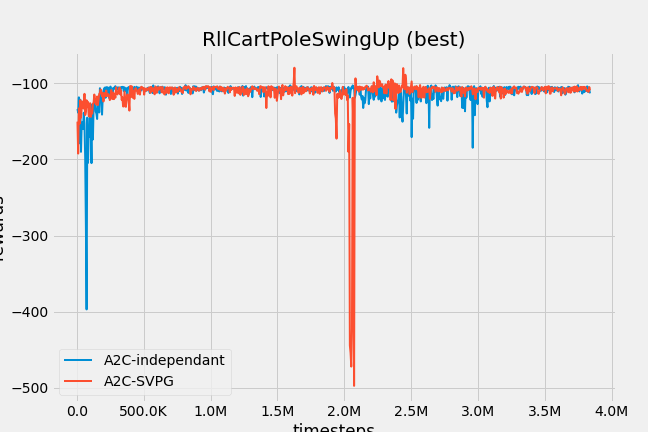 RllCartPoleSwingUp (best)
−100
−200
−300
−400
−500
rewards
A2C-independant
A2C-SVPG
0.0 500.0K 1.0M 1.5M 2.0M 2.5M 3.0M 3.5M 4.0M
timesteps